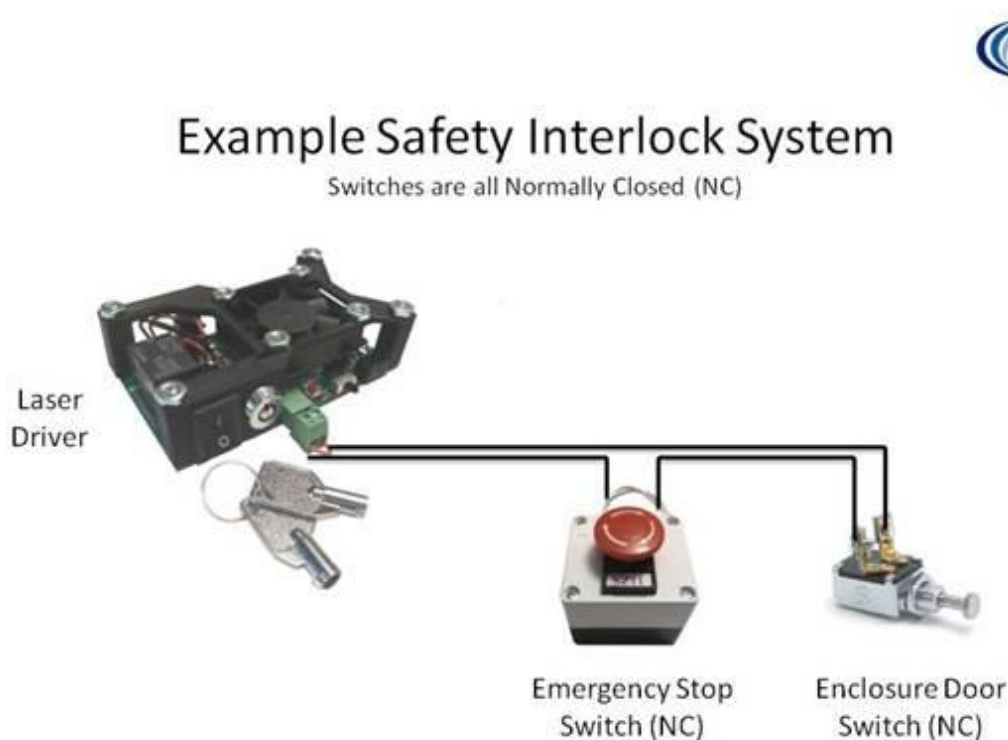 Example Safety Interlock System
Switches are all Normally Closed (NC)
Laser
Driver
I
O
Emergency Stop
Switch (NC)
Enclosure Door
Switch (NC)